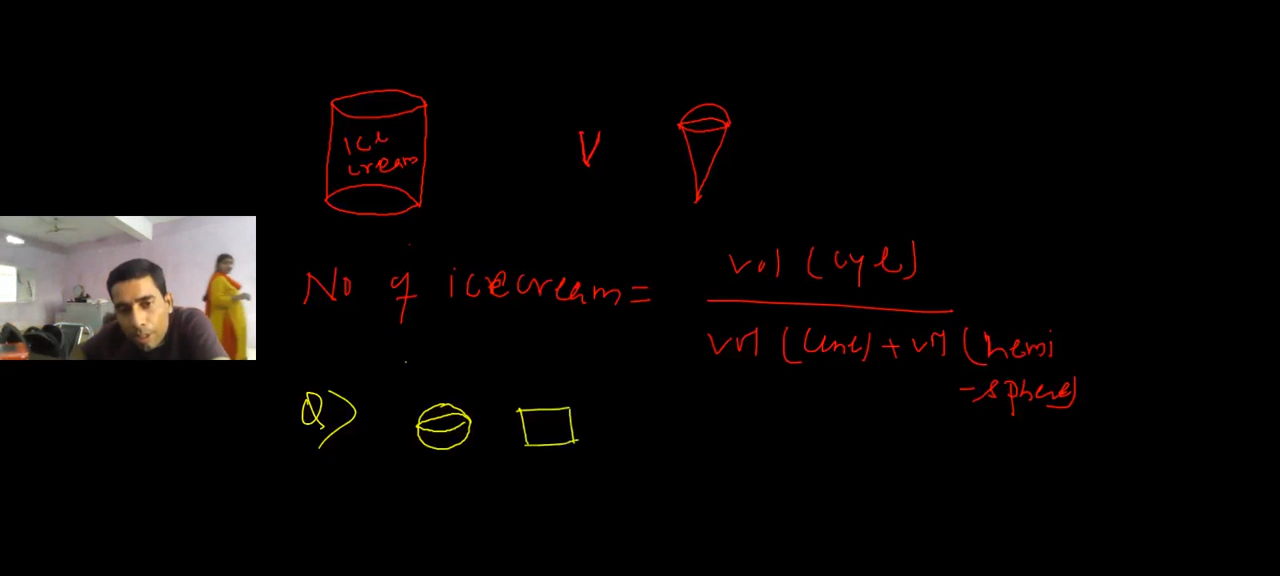 ice
cream
V
No of icecream = vol (cyl)
vol (cone) + vol (hemi
-sphere)
Q)